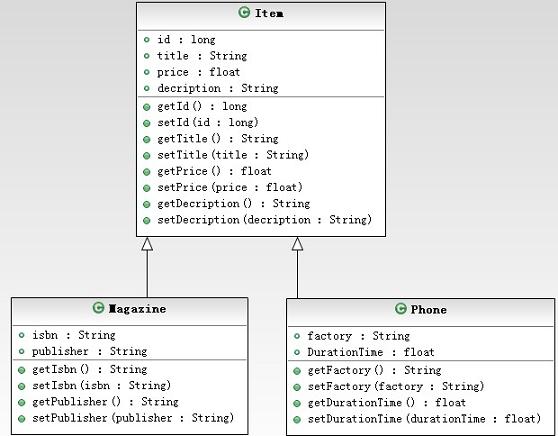 Item
id : long
title : String
price : float
decription : String
getId() : long
setId(id : long)
getTitle() : String
setTitle(title : String)
getPrice() : float
setPrice(price : float)
getDecription() : String
setDecription(decription : String)
Magazine
isbn : String
publisher : String
getIsbn() : String
setIsbn(isbn : String)
getPublisher() : String
setPublisher(publisher : String)
Phone
factory : String
DurationTime : float
getFactory() : String
setFactory(factory : String)
getDurationTime() : float
setDurationTime(durationTime : float)